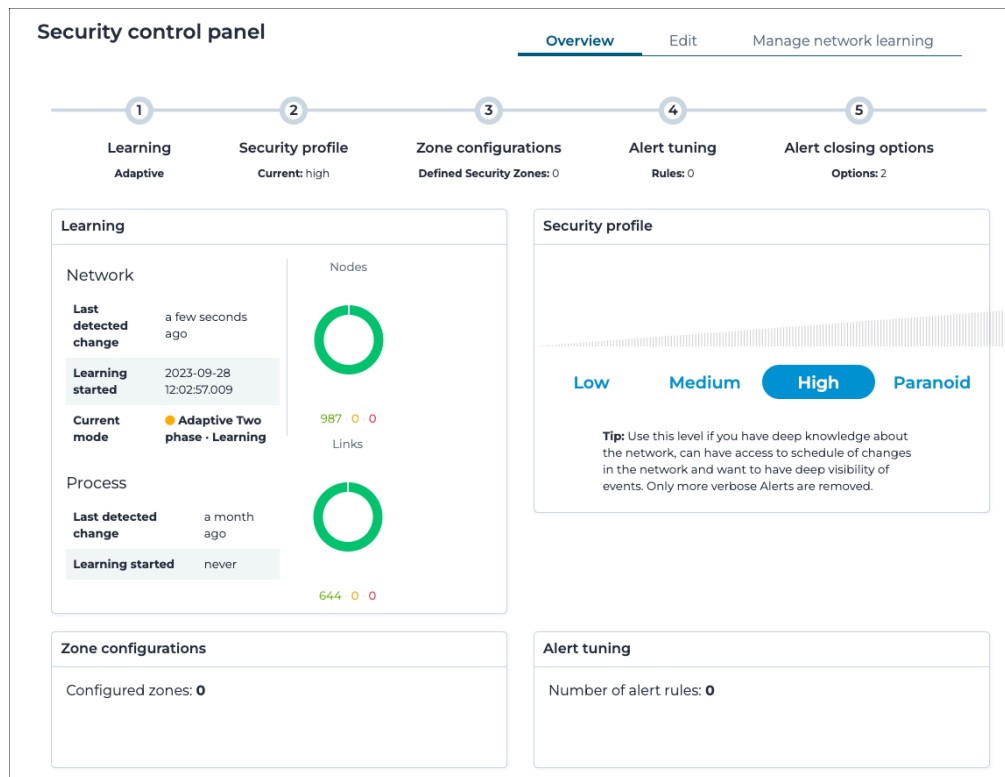 Security control panel
Overview Edit Manage network learning
1 2 3 4 5
Learning Security profile Zone configurations Alert tuning Alert closing options
Adaptive Current: high Defined Security Zones: 0 Rules: 0 Options: 2
Learning
Network
Last
detected
change
a few seconds
ago
Learning
started
2023-09-28
12:02:57.009
Current
mode
Adaptive Two
phase · Learning
Process
Last detected
change
a month
ago
Learning started never
Nodes
987 · 0 · 0
Links
644 · 0 · 0
Security profile
Low Medium High Paranoid
Tip: Use this level if you have deep knowledge about
the network, can have access to schedule of changes
in the network and want to have deep visibility of
events. Only more verbose Alerts are removed.
Zone configurations
Configured zones: 0
Alert tuning
Number of alert rules: 0